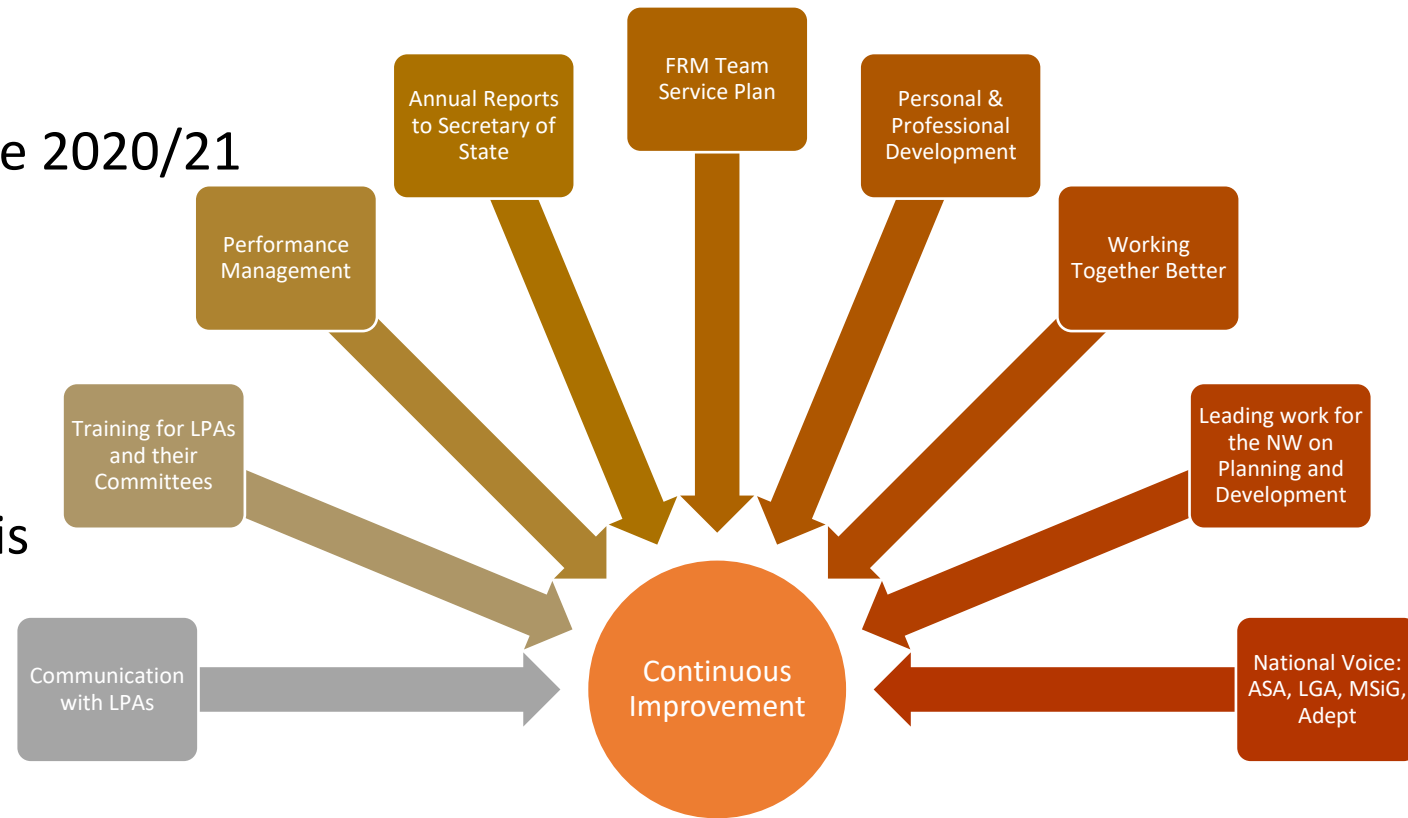 FRM Team
Service Plan
Annual Reports
to Secretary of
State
Personal &
Professional
Development
e 2020/21
Performance
Management
Working
Together Better
Training for LPAs
and their
Committees
Leading work for
the NW on
Planning and
Development
is
Communication
with LPAs
Continuous
Improvement
National Voice:
ASA, LGA, MSiG,
Adept